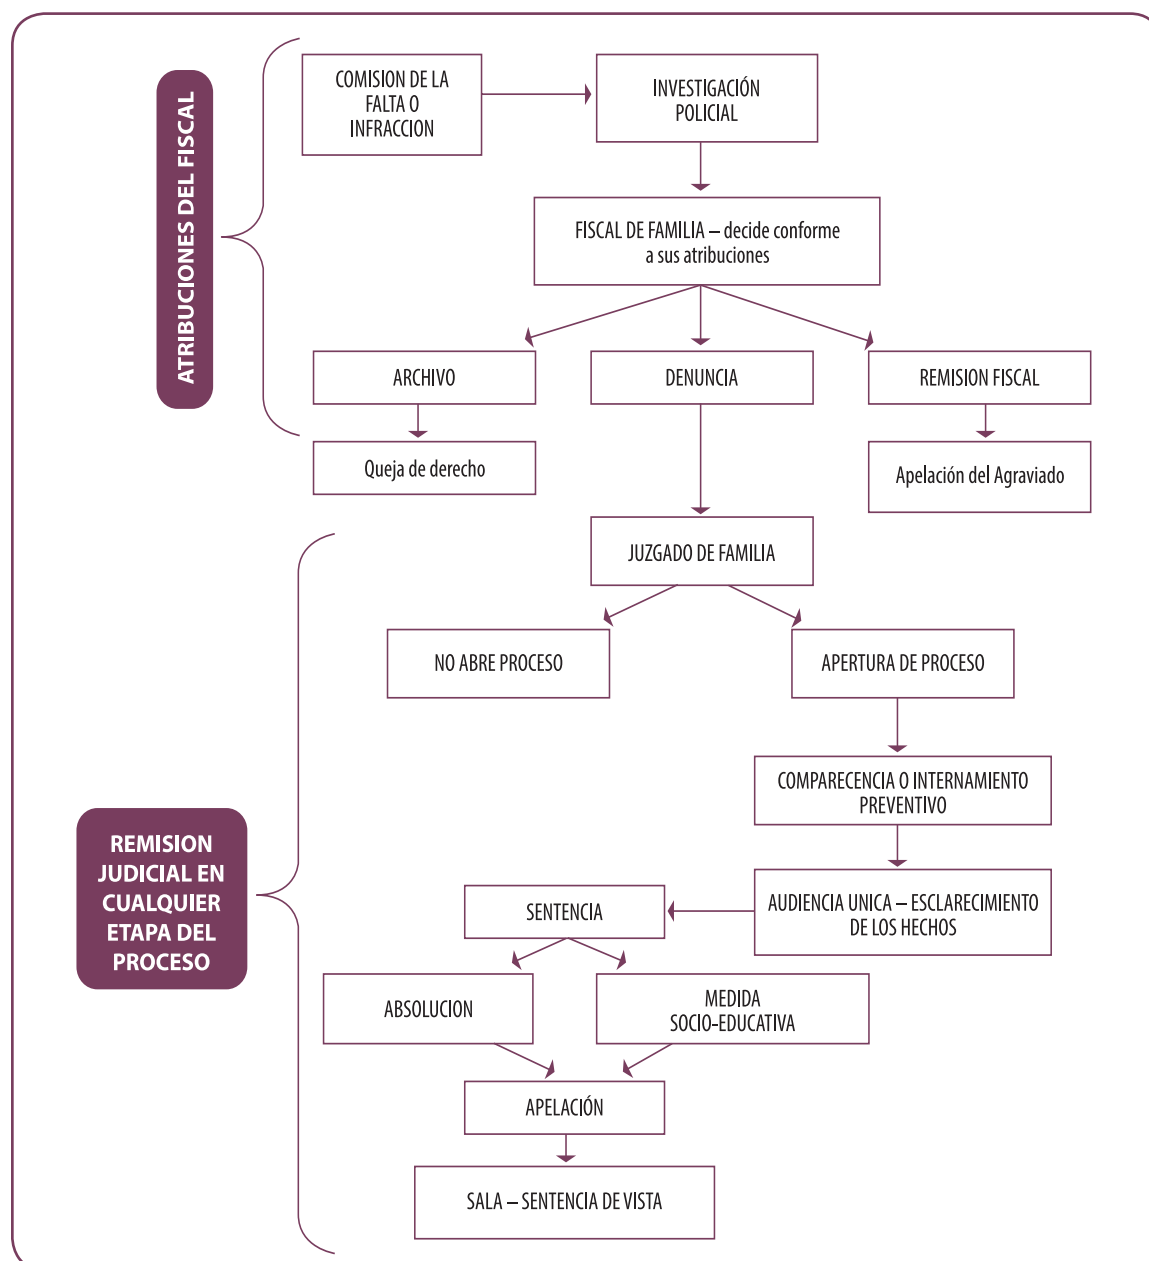 ATRIBUCIONES DEL FISCAL
COMISION DE LA
FALTA O
INFRACCION
INVESTIGACIÓN
POLICIAL
FISCAL DE FAMILIA – decide conforme
a sus atribuciones
ARCHIVO
DENUNCIA
REMISION FISCAL
Queja de derecho
Apelación del Agraviado
JUZGADO DE FAMILIA
NO ABRE PROCESO
APERTURA DE PROCESO
COMPARECENCIA O INTERNAMIENTO
PREVENTIVO
REMISION
JUDICIAL EN
CUALQUIER
ETAPA DEL
PROCESO
AUDIENCIA UNICA – ESCLARECIMIENTO
DE LOS HECHOS
SENTENCIA
ABSOLUCION
MEDIDA
SOCIO-EDUCATIVA
APELACIÓN
SALA – SENTENCIA DE VISTA